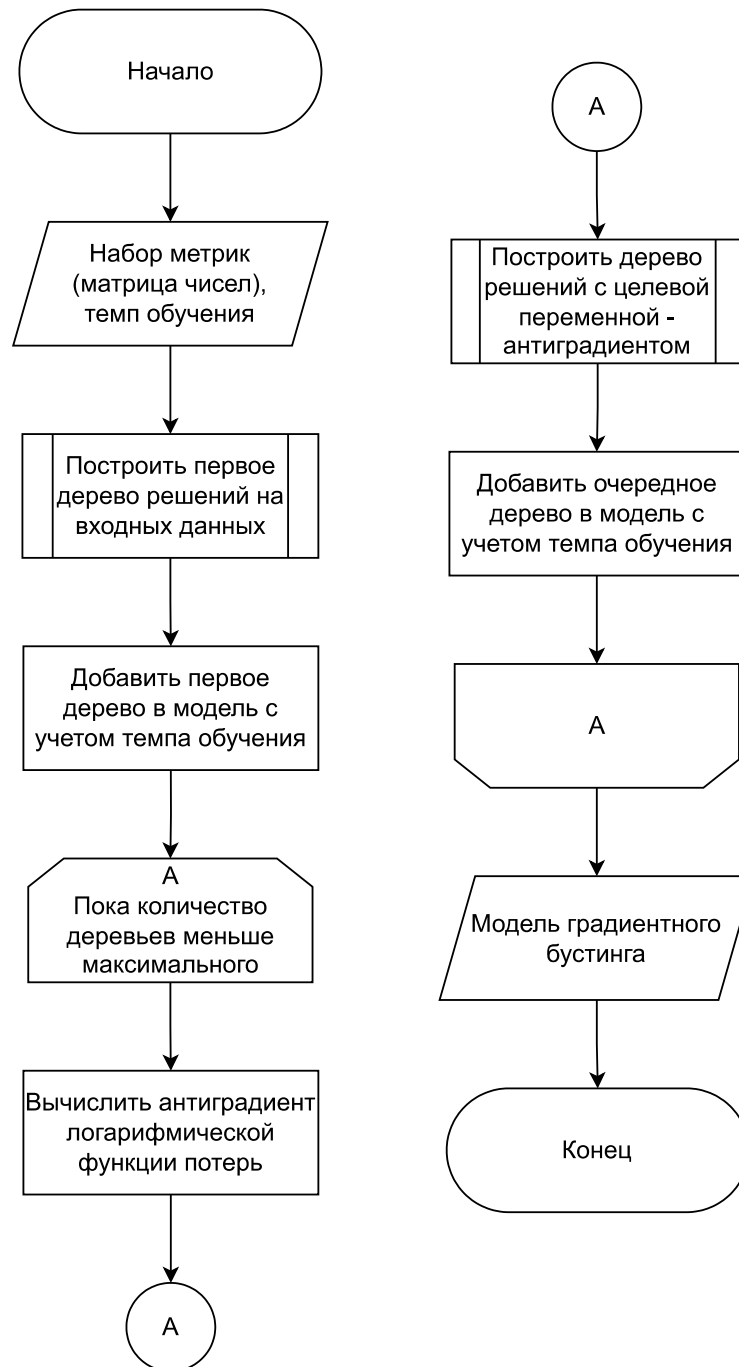 Начало
Набор метрик
(матрица чисел),
темп обучения
Построить первое
дерево решений на
входных данных
Добавить первое
дерево в модель с
учетом темпа обучения
А
Пока количество
деревьев меньше
максимального
Вычислить антиградиент
логарифмической
функции потерь
А
А
Построить дерево
решений с целевой
переменной -
антиградиентом
Добавить очередное
дерево в модель с
учетом темпа обучения
А
Модель градиентного
бустинга
Конец